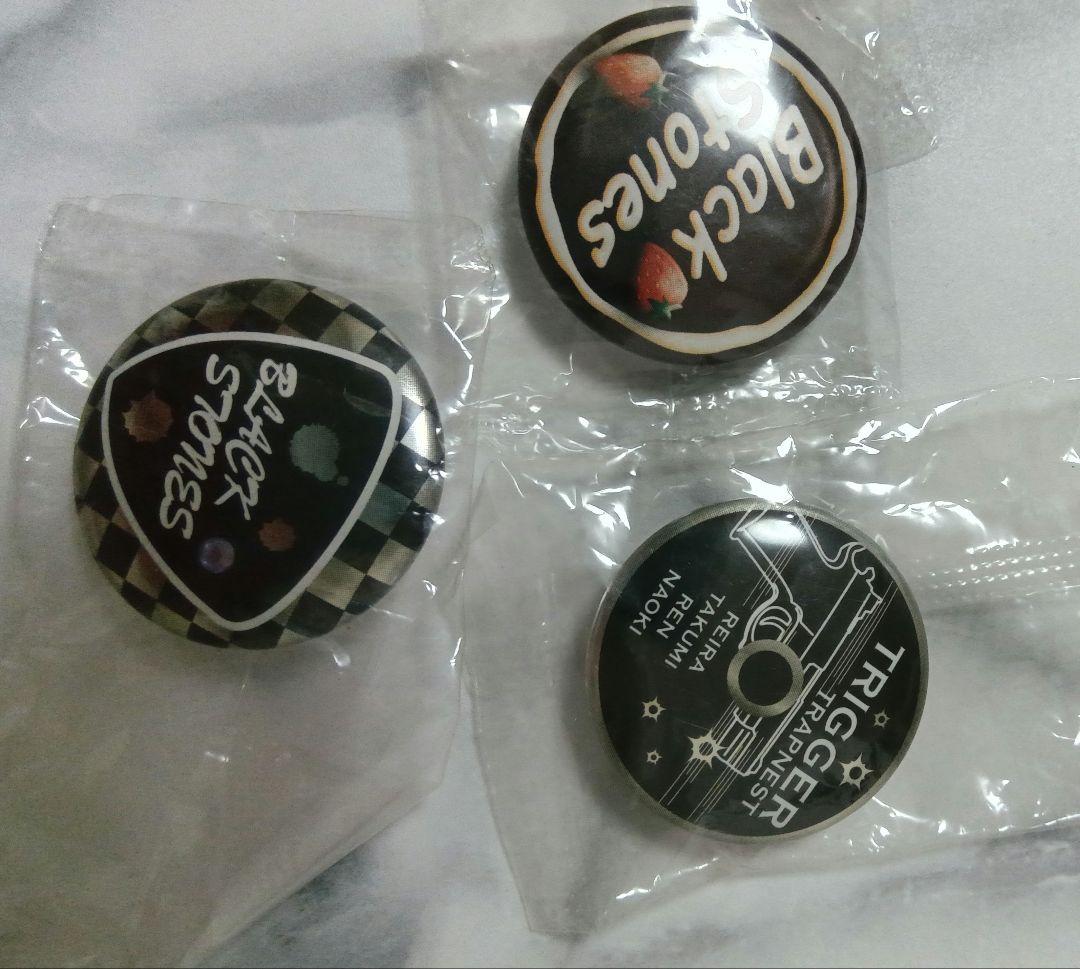 Black
Stones
BLACK
STONES
TRIGGER
TRAPNEST
REIRA
TAKUMI
REN
NAOKI